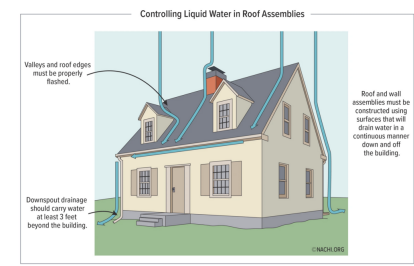 Controlling Liquid Water in Roof Assemblies
Valleys and roof edges
must be properly
flashed.
Roof and wall
assemblies must be
constructed using
surfaces that will
drain water in a
continuous manner
down and off
the building.
Downspout drainage
should carry water
at least 3 feet
beyond the building.
©NACHI.ORG